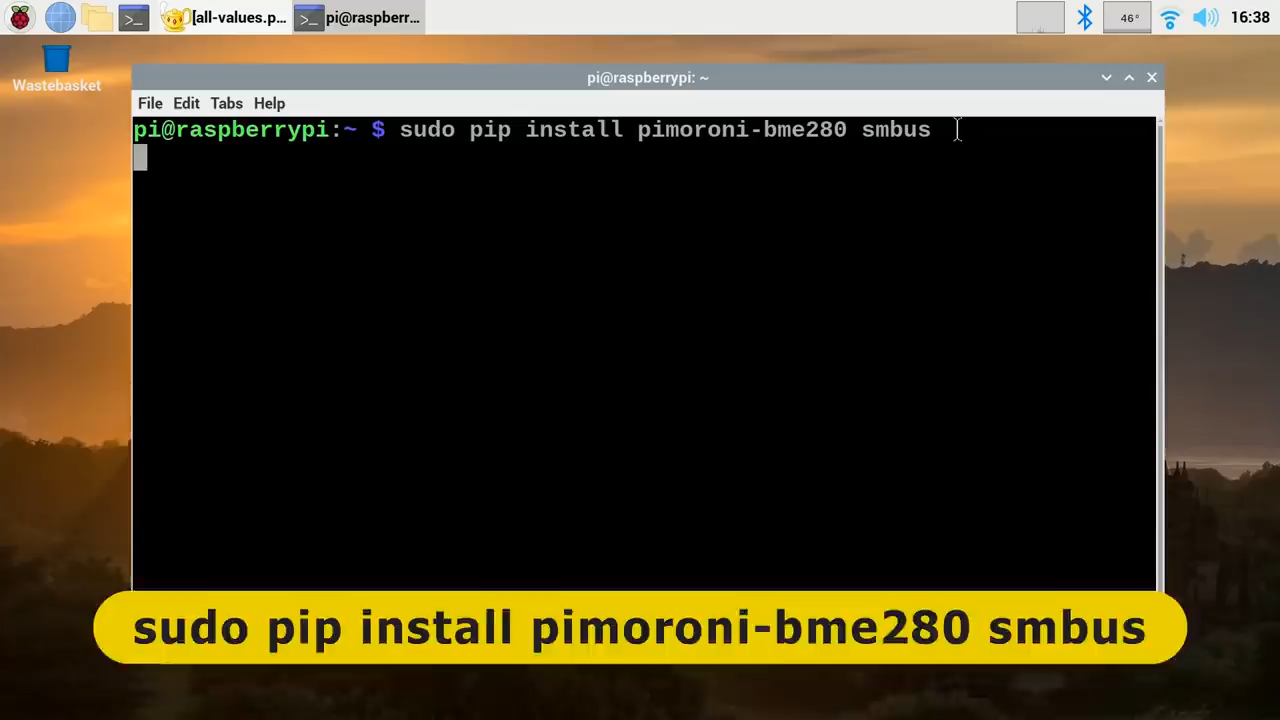 [all-values.p...
pi@raspberr...
46°
16:38
Wastebasket
pi@raspberrypi: ~
File Edit Tabs Help
pi@raspberrypi:~ $ sudo pip install pimoroni-bme280 smbus
sudo pip install pimoroni-bme280 smbus